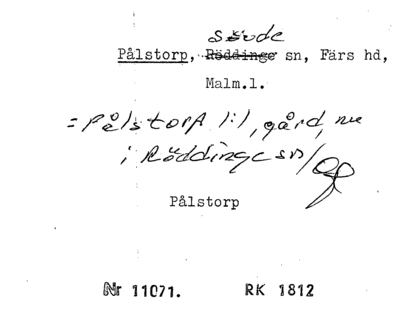 Sövde
Pålstorp, Röddinge sn, Färs hd,
Malm.l.
= Pålstorp 1:1, gård, nu
i Röddinge sn/
Pålstorp
Nr 11071. RK 1812